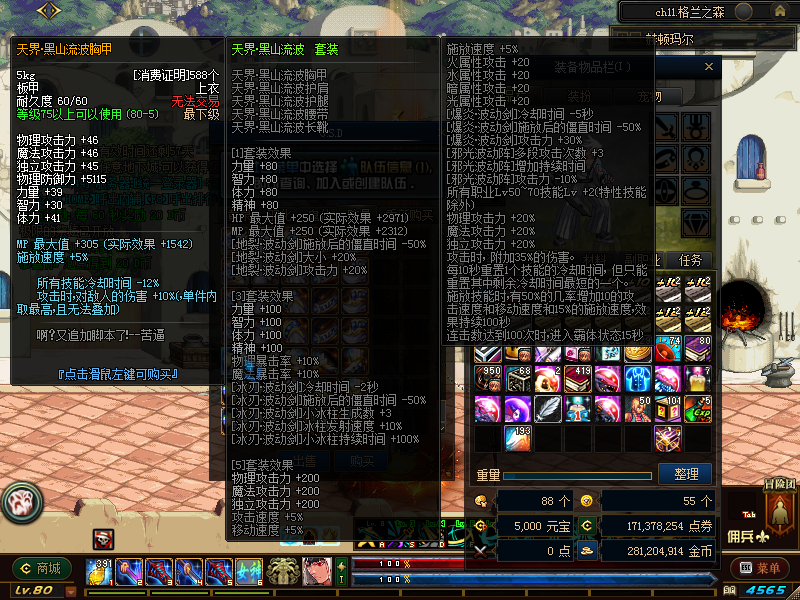 ch11.格兰之森
赫顿玛尔
天界·黑山流波胸甲
5kg
[消费证明]588个
板甲
上衣
耐久度 60/60
无法交易
等级75以上可以使用 (80-5)
最下级
物理攻击力 +46
魔法攻击力 +46
独立攻击力 +45
物理防御力 +5115
力量 +39
智力 +30
体力 +41
MP 最大值 +305 (实际效果 +1542)
施放速度 +5%
所有技能冷却时间 -12%
攻击时,对敌人的伤害 +10%(,单件内
取最高,且无法叠加)
啊?又追加脚本了!--苦逼
『点击滑鼠左键可购买』
天界·黑山流波 套装
天界·黑山流波胸甲
天界·黑山流波护肩
天界·黑山流波护腿
天界·黑山流波腰带
天界·黑山流波长靴
[1]套装效果
力量 +80
智力 +80
体力 +80
精神 +80
HP 最大值 +250 (实际效果 +2971)
MP 最大值 +250 (实际效果 +2312)
[地裂·波动剑]施放后的僵直时间 -50%
[地裂·波动剑]大小 +20%
[地裂·波动剑]攻击力 +20%
[3]套装效果
力量 +100
智力 +100
体力 +100
精神 +100
物理暴击率 +10%
魔法暴击率 +10%
[冰刃·波动剑]冷却时间 -2秒
[冰刃·波动剑]施放后的僵直时间 -50%
[冰刃·波动剑]小冰柱生成数 +3
[冰刃·波动剑]冰柱发射速度 +10%
[冰刃·波动剑]小冰柱持续时间 +100%
[5]套装效果
物理攻击力 +200
魔法攻击力 +200
独立攻击力 +200
攻击速度 +5%
移动速度 +5%
施放速度 +5%
火属性攻击 +20
水属性攻击 +20
暗属性攻击 +20
光属性攻击 +20
[爆炎·波动剑]冷却时间 -5秒
[爆炎·波动剑]施放后的僵直时间 -50%
[爆炎·波动剑]攻击力 +30%
[邪光波动阵]多段攻击次数 +3
[邪光波动阵]增加持续时间
[邪光波动阵]攻击力 -10%
所有职业Lv50~70技能Lv +2(特性技能
除外)
物理攻击力 +20%
魔法攻击力 +20%
独立攻击力 +20%
攻击时, 附加35%的伤害。
每10秒重置1个技能的冷却时间, 但只能
重置其中剩余冷却时间最短的一个。
施放技能时,有50%的几率增加10的攻
击速度和移动速度和15%的施放速度,效
果持续100秒
连击数达到100次时,进入霸体状态15秒
装备物品栏(I)
任务
74
80
950
68
2
419
7
50
101
5
193
重量
整理
88 个
55 个
5,000 元宝
171,378,254 点券
0 点
281,204,914 金币
冒险团
Tab
佣兵
商城
Lv.80
391
100%
100%
ESC 菜单
4565